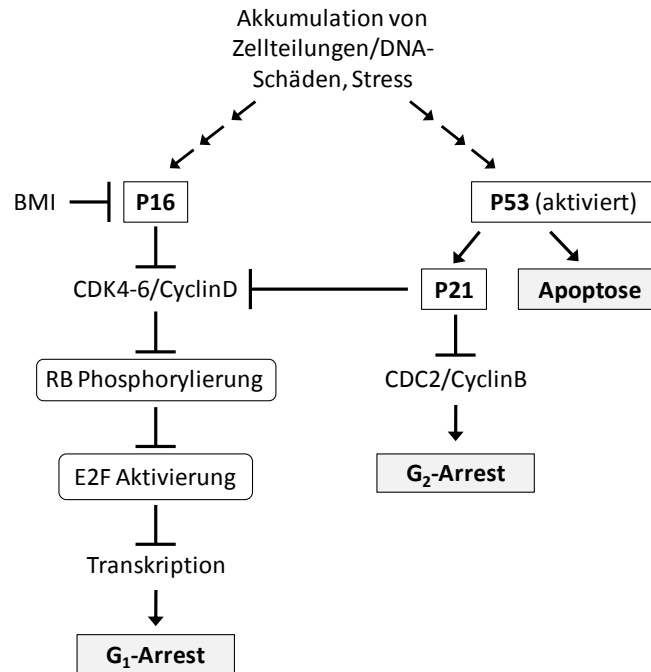 Akkumulation von
Zellteilungen/DNA-
Schäden, Stress
BMI
P16
P53 (aktiviert)
CDK4-6/CyclinD
P21
Apoptose
RB Phosphorylierung
CDC2/CyclinB
E2F Aktivierung
G₂-Arrest
Transkription
G₁-Arrest